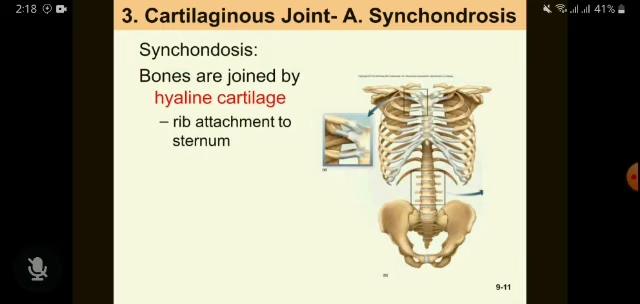 2:18
41%
3. Cartilaginous Joint- A. Synchondrosis
Synchondosis:
Bones are joined by
hyaline cartilage
– rib attachment to
sternum
(a)
(b)
9-11